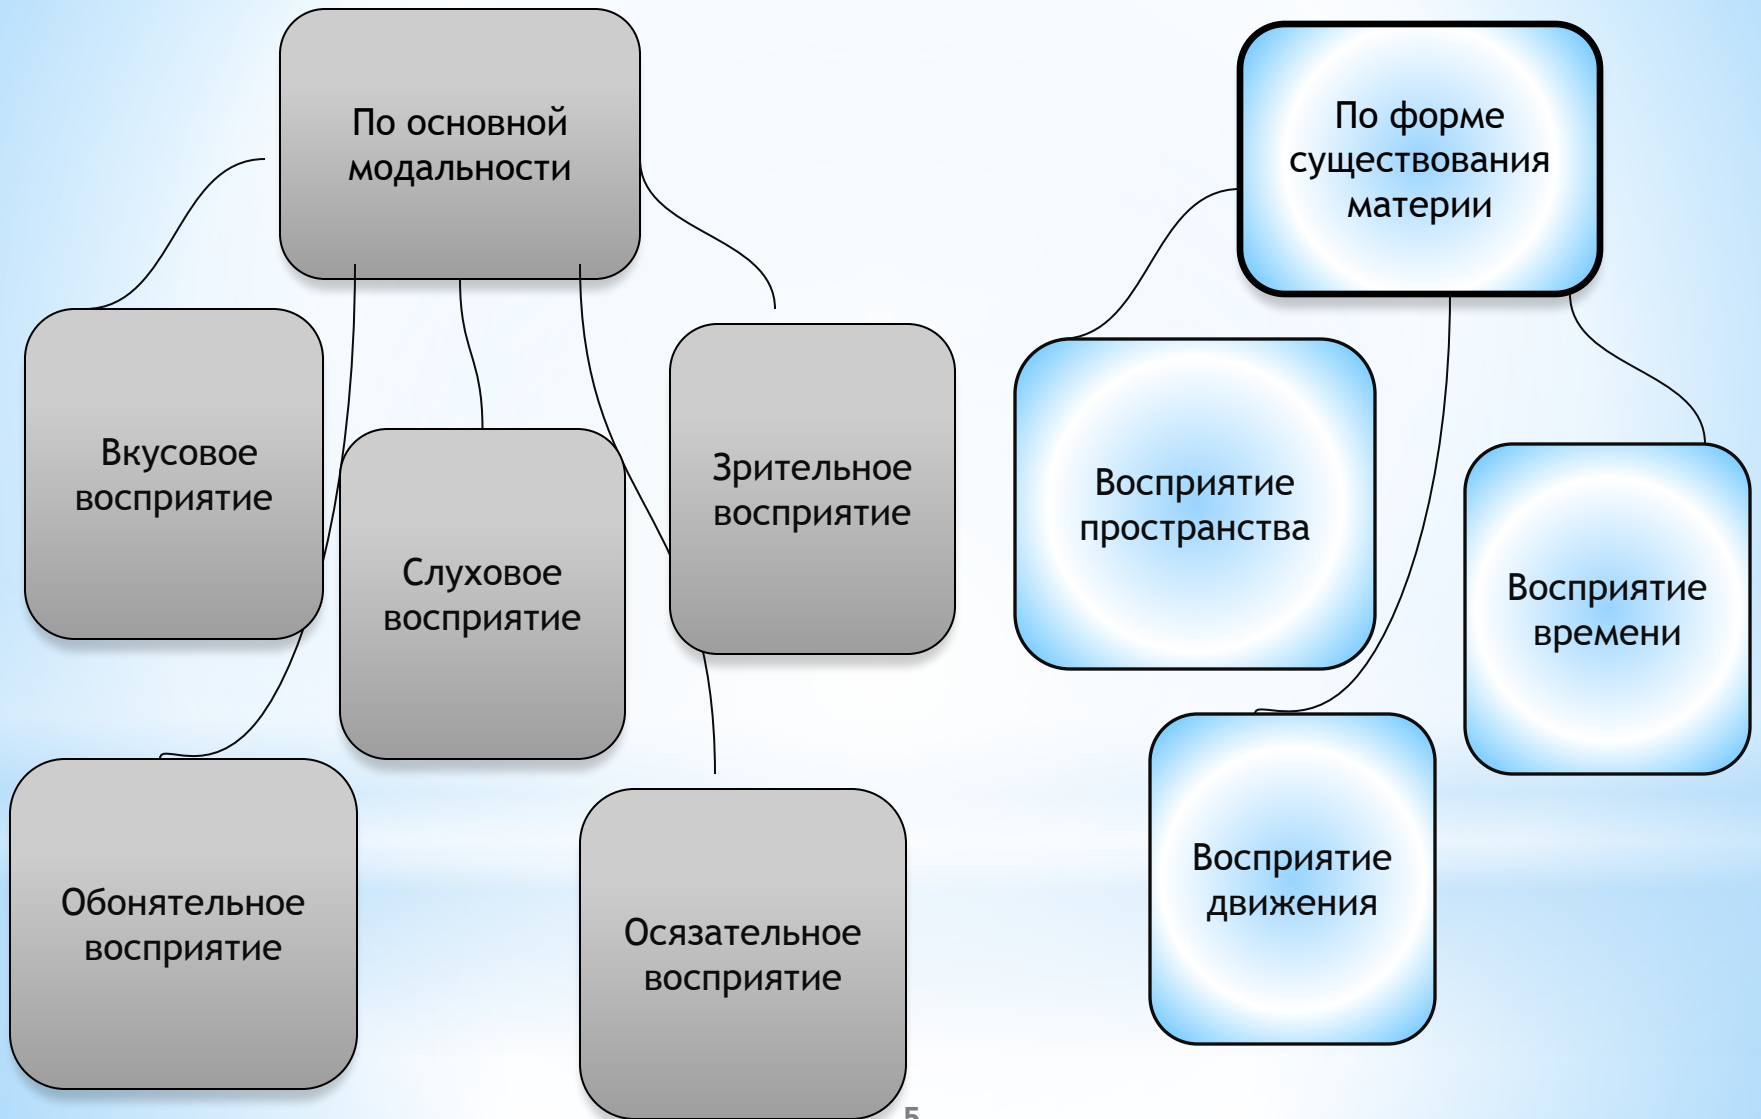 По основной
модальности
Вкусовое
восприятие
Слуховое
восприятие
Зрительное
восприятие
Обонятельное
восприятие
Осязательное
восприятие
По форме
существования
материи
Восприятие
пространства
Восприятие
времени
Восприятие
движения
5